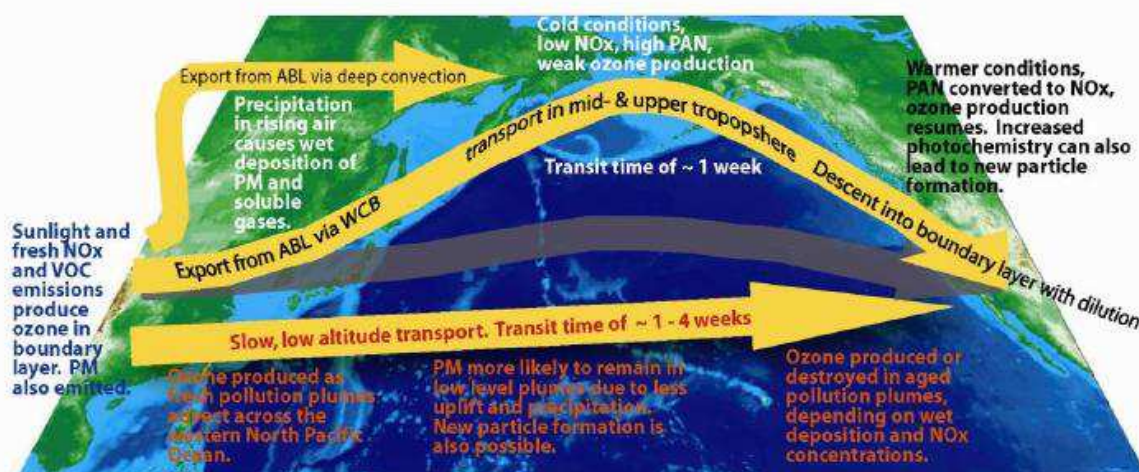 Cold conditions,
low NOx, high PAN,
weak ozone production
Export from ABL via deep convection
Precipitation
in rising air
causes wet
deposition of
PM and
soluble
gases.
Warmer conditions,
PAN converted to NOx,
ozone production
resumes. Increased
photochemistry can also
lead to new particle
formation.
transport in mid- & upper tropopshere
Transit time of ~ 1 week
Descent into boundary layer with dilution
Export from ABL via WCB
Sunlight and
fresh NOx
and VOC
emissions
produce
ozone in
boundary
layer. PM
also emitted.
Slow, low altitude transport. Transit time of ~ 1 - 4 weeks
Ozone produced as
fresh pollution plumes
advect across the
Western North Pacific
Ocean.
PM more likely to remain in
low level plumes due to less
uplift and precipitation.
New particle formation is
also possible.
Ozone produced or
destroyed in aged
pollution plumes,
depending on wet
deposition and NOx
concentrations.